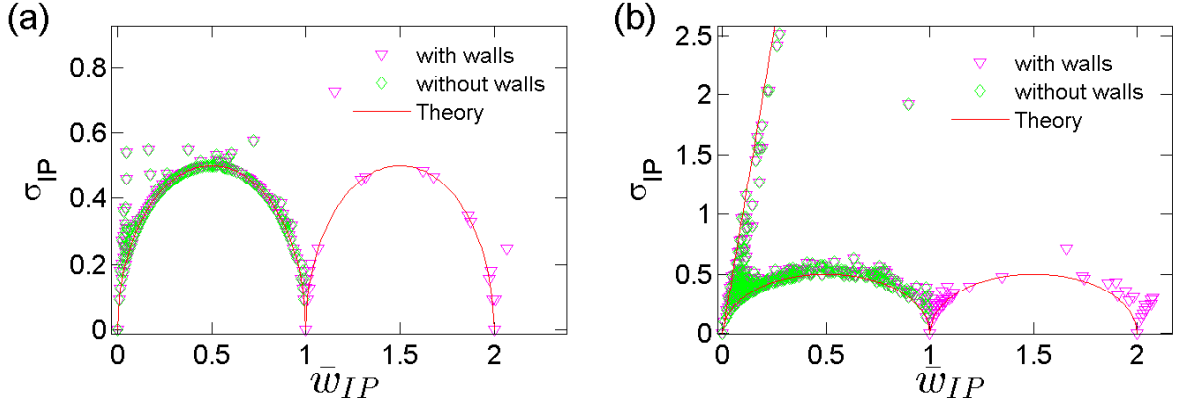 (a)
with walls
without walls
Theory
0.8
0.6
0.4
0.2
0
σIP
0 0.5 1 1.5 2
w̄IP
(b)
with walls
without walls
Theory
2.5
2
1.5
1
0.5
0
σIP
0 0.5 1 1.5 2
w̄IP